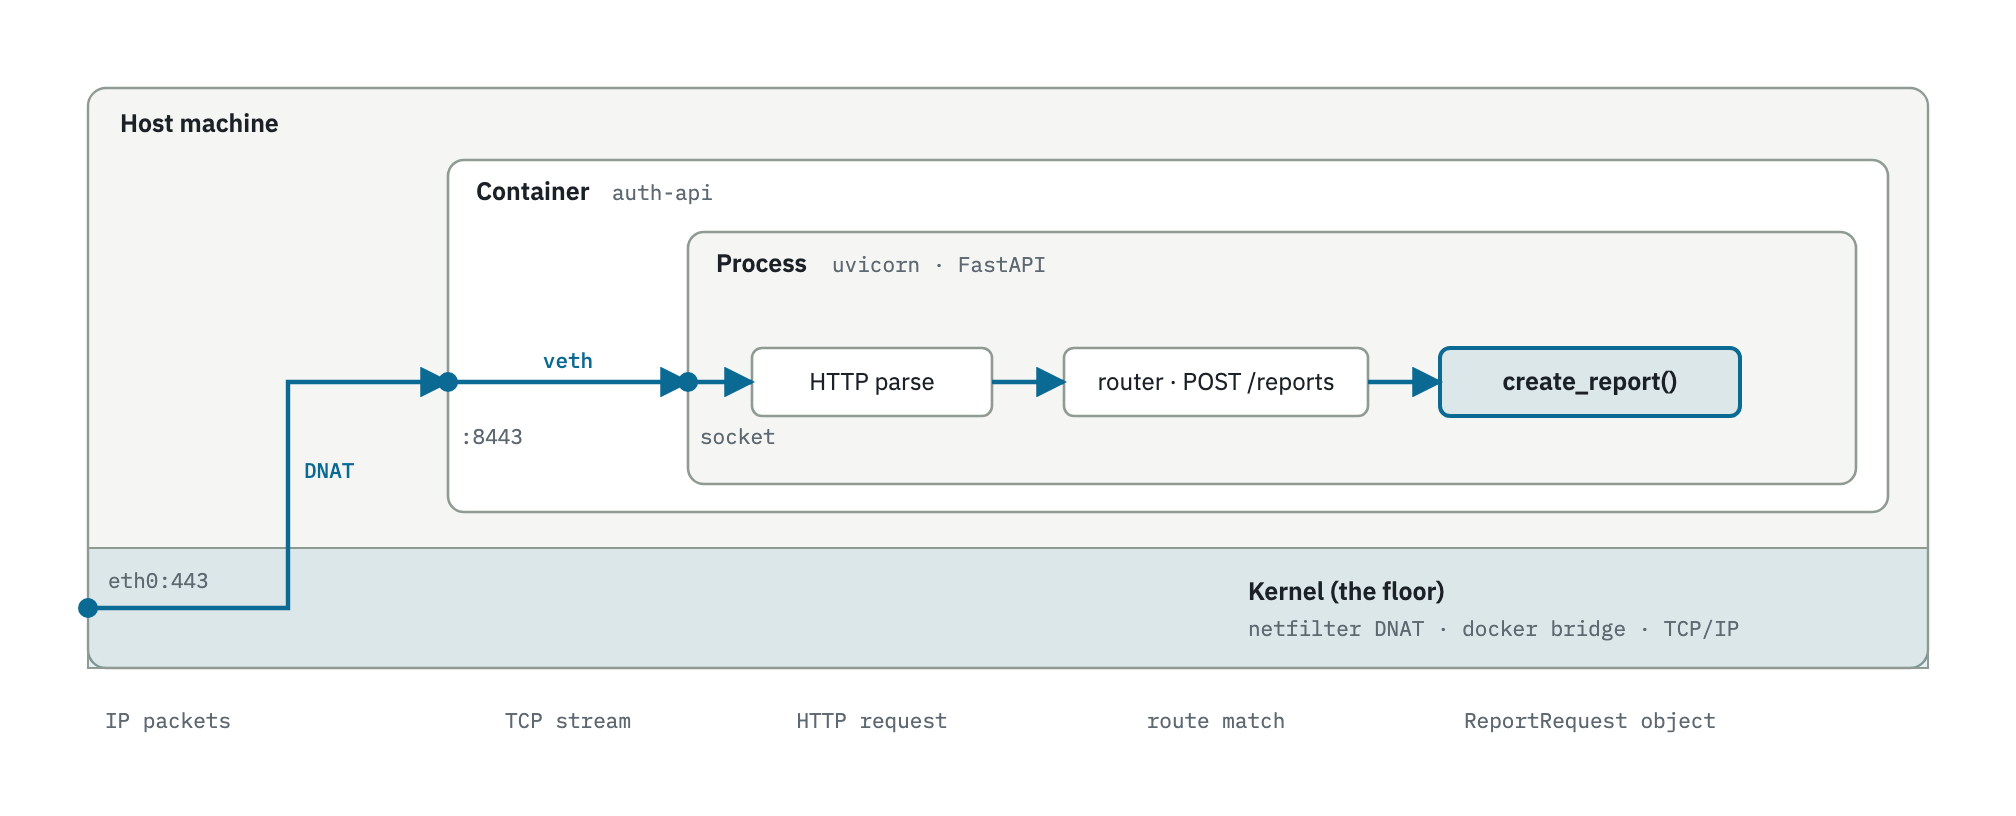 Host machine
Container auth-api
Process uvicorn · FastAPI
veth
HTTP parse
router · POST /reports
create_report()
:8443
socket
DNAT
eth0:443
Kernel (the floor)
netfilter DNAT · docker bridge · TCP/IP
IP packets
TCP stream
HTTP request
route match
ReportRequest object